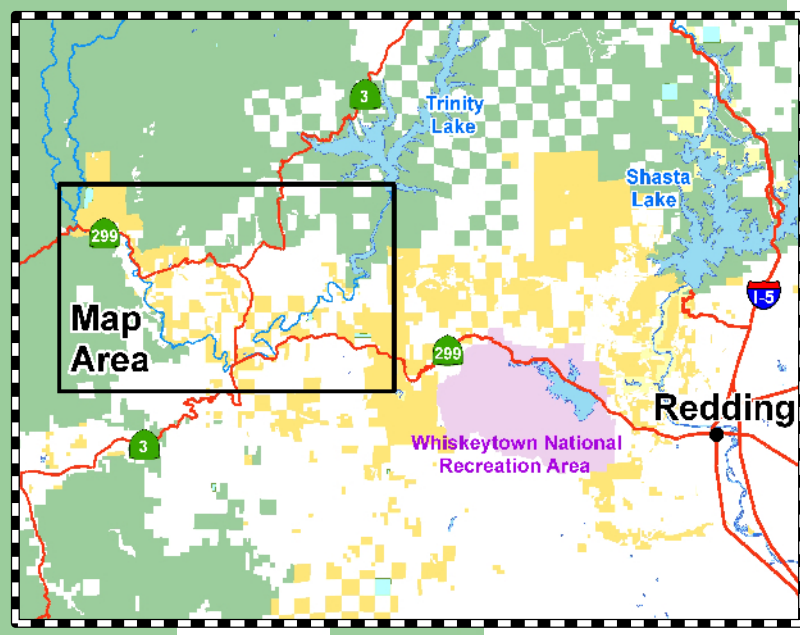 3
Trinity
Lake
Shasta
Lake
299
I-5
Map
Area
299
Redding
Whiskeytown National
Recreation Area
3